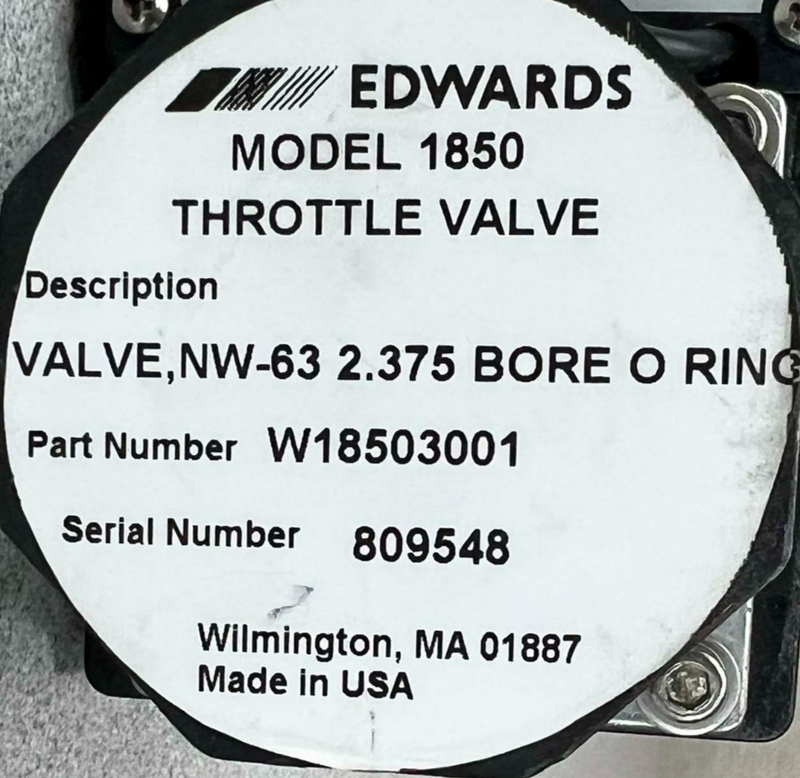 EDWARDS
MODEL 1850
THROTTLE VALVE
Description
VALVE,NW-63 2.375 BORE O RING
Part Number W18503001
Serial Number 809548
Wilmington, MA 01887
Made in USA